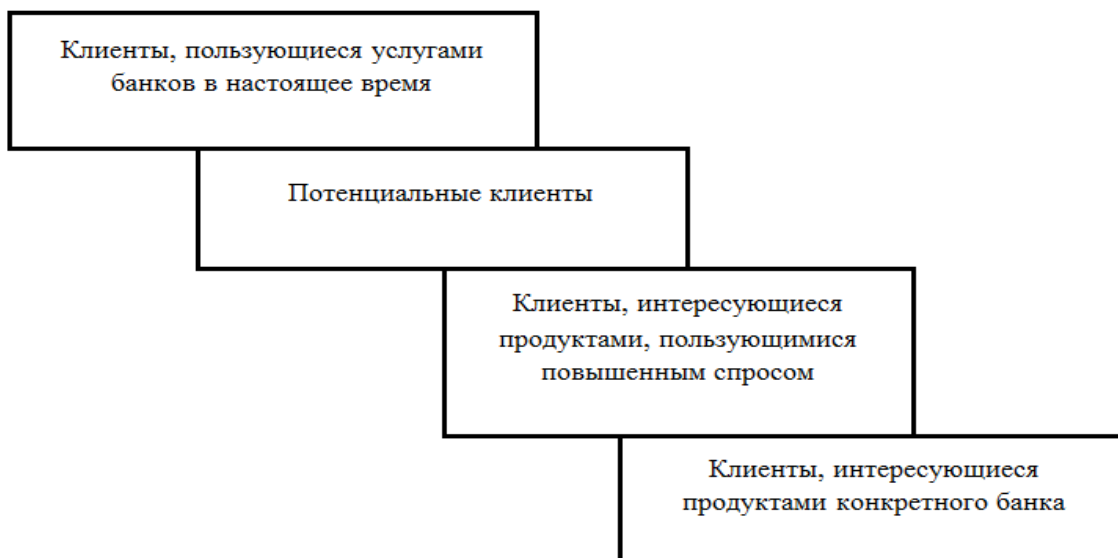 Клиенты, пользующиеся услугами
банков в настоящее время
Потенциальные клиенты
Клиенты, интересующиеся
продуктами, пользующимися
повышенным спросом
Клиенты, интересующиеся
продуктами конкретного банка